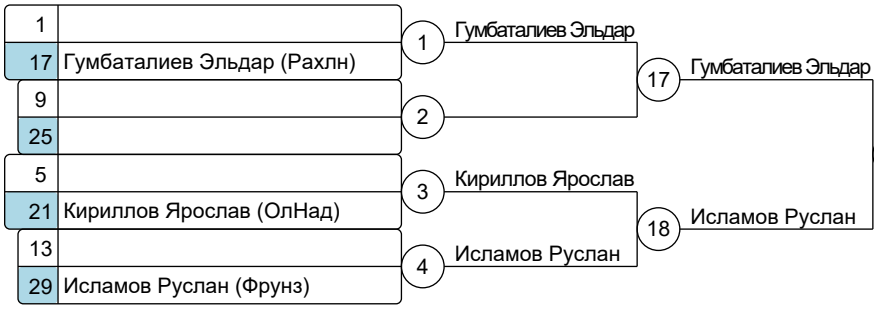 1
17 Гумбаталиев Эльдар (Рахлн)
9
25
5
21 Кириллов Ярослав (ОлНад)
13
29 Исламов Руслан (Фрунз)
1 Гумбаталиев Эльдар
2
3 Кириллов Ярослав
4 Исламов Руслан
17 Гумбаталиев Эльдар
18 Исламов Руслан